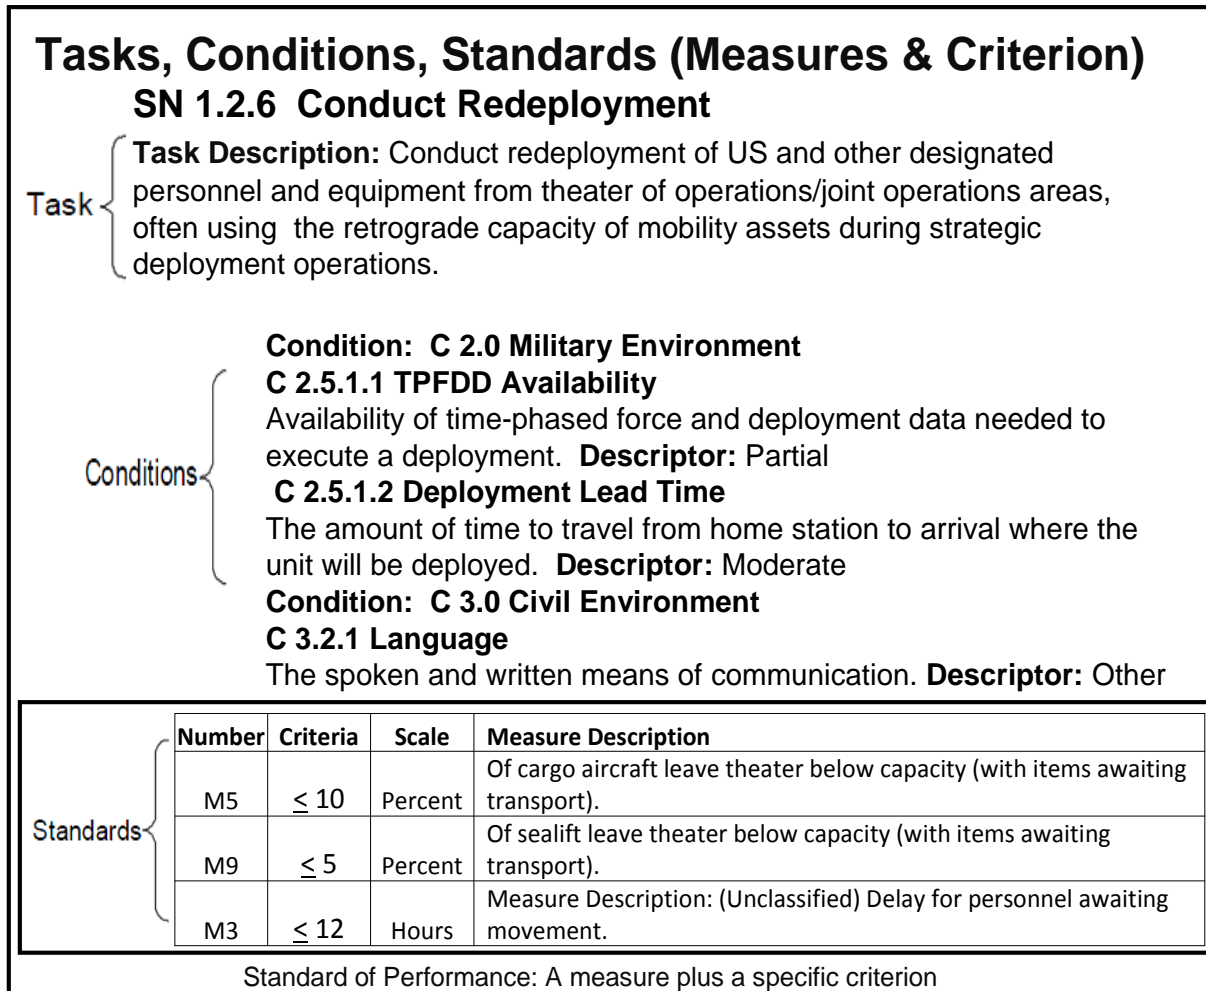 Tasks, Conditions, Standards (Measures & Criterion)
SN 1.2.6  Conduct Redeployment
Task
Task Description: Conduct redeployment of US and other designated
personnel and equipment from theater of operations/joint operations areas,
often using  the retrograde capacity of mobility assets during strategic
deployment operations.
Conditions
Condition:  C 2.0 Military Environment
C 2.5.1.1 TPFDD Availability
Availability of time-phased force and deployment data needed to
execute a deployment.  Descriptor: Partial
C 2.5.1.2 Deployment Lead Time
The amount of time to travel from home station to arrival where the
unit will be deployed.  Descriptor: Moderate
Condition:  C 3.0 Civil Environment
C 3.2.1 Language
The spoken and written means of communication. Descriptor: Other
Standards
Number Criteria Scale Measure Description
M5 ≤ 10 Percent Of cargo aircraft leave theater below capacity (with items awaiting
transport).
M9 ≤ 5 Percent Of sealift leave theater below capacity (with items awaiting
transport).
M3 ≤ 12 Hours Measure Description: (Unclassified) Delay for personnel awaiting
movement.
Standard of Performance: A measure plus a specific criterion